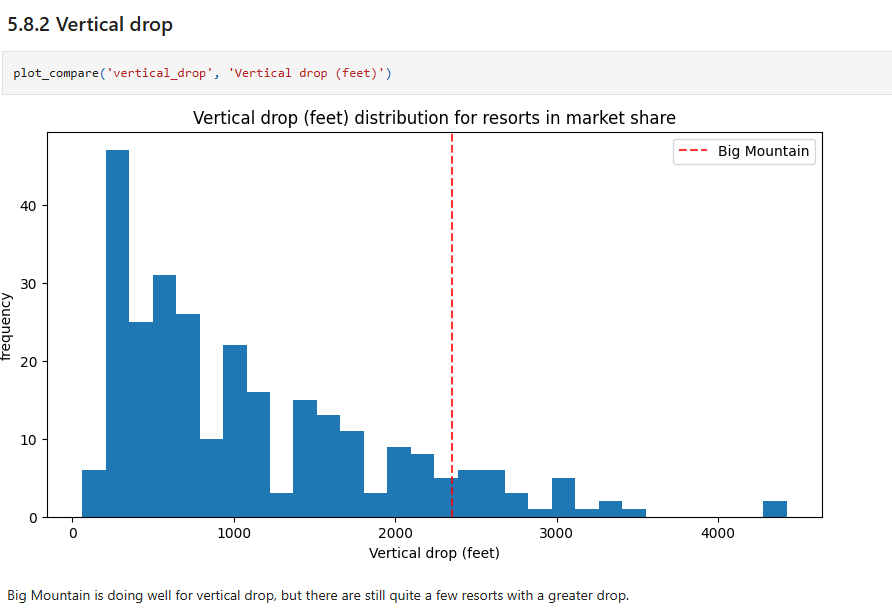 5.8.2 Vertical drop
plot_compare('vertical_drop', 'Vertical drop (feet)')
Vertical drop (feet) distribution for resorts in market share
Big Mountain
frequency
40
30
20
10
0
0 1000 2000 3000 4000
Vertical drop (feet)
Big Mountain is doing well for vertical drop, but there are still quite a few resorts with a greater drop.